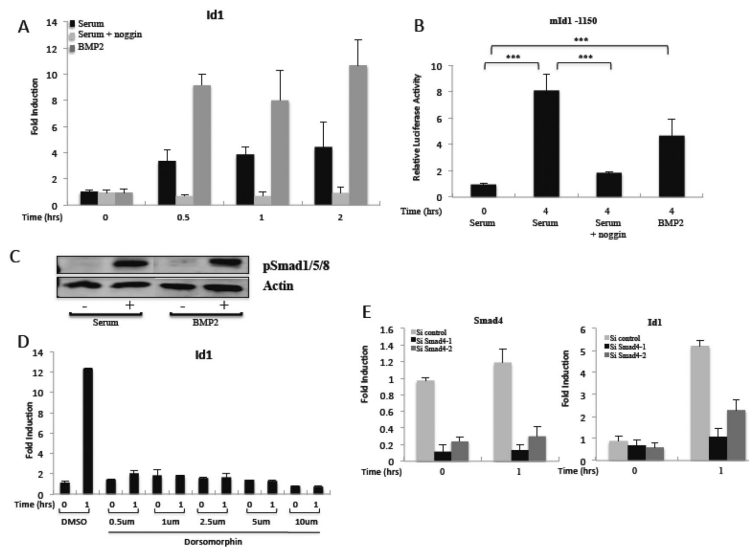 A
Id1
Serum
Serum + noggin
BMP2
Fold Induction
14
12
10
8
6
4
2
0
Time (hrs)
0
0.5
1
2
B
mId1 -1150
***
***
***
Relative Luciferase Activity
10
8
6
4
2
0
Time (hrs)
0
4
4
4
Serum
Serum
Serum
+ noggin
BMP2
C
pSmad1/5/8
Actin
-
+
-
+
Serum
BMP2
D
Id1
Fold Induction
14
12
10
8
6
4
2
0
Time (hrs)
0
1
0
1
0
1
0
1
0
1
0
1
DMSO
0.5um
1um
2.5um
5um
10um
Dorsomorphin
E
Smad4
Si control
Si Smad4-1
Si Smad4-2
Fold Induction
1.6
1.4
1.2
1
0.8
0.6
0.4
0.2
0
Time (hrs)
0
1
Id1
Si control
Si Smad4-1
Si Smad4-2
Fold Induction
6
5
4
3
2
1
0
Time (hrs)
0
1